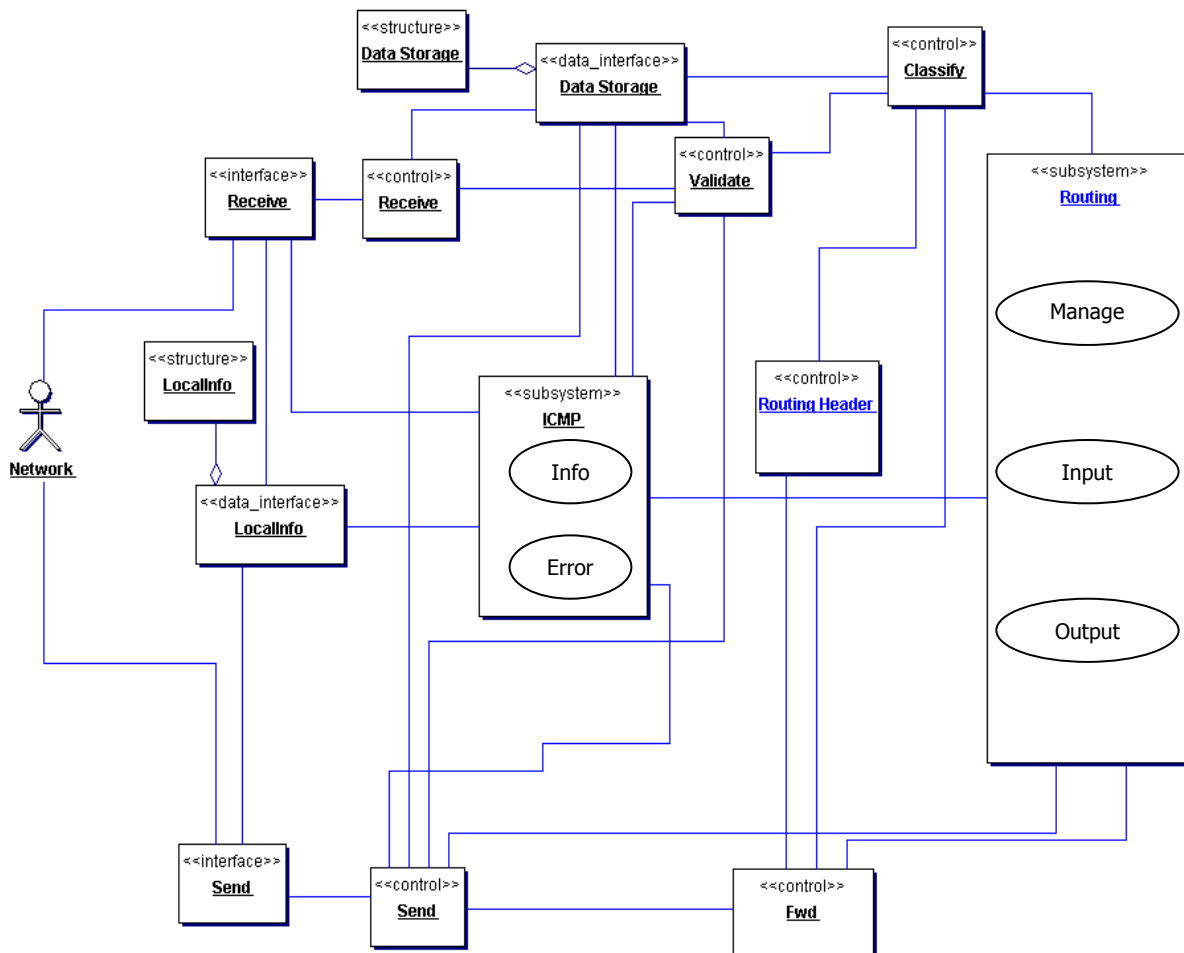 <<structure>>
Data Storage
<<data_interface>>
Data Storage
<<control>>
Classify
<<interface>>
Receive
<<control>>
Receive
<<control>>
Validate
<<subsystem>>
Routing
Manage
Input
Output
<<structure>>
LocalInfo
Network
<<data_interface>>
LocalInfo
<<subsystem>>
ICMP
Info
Error
<<control>>
Routing Header
<<interface>>
Send
<<control>>
Send
<<control>>
Fwd